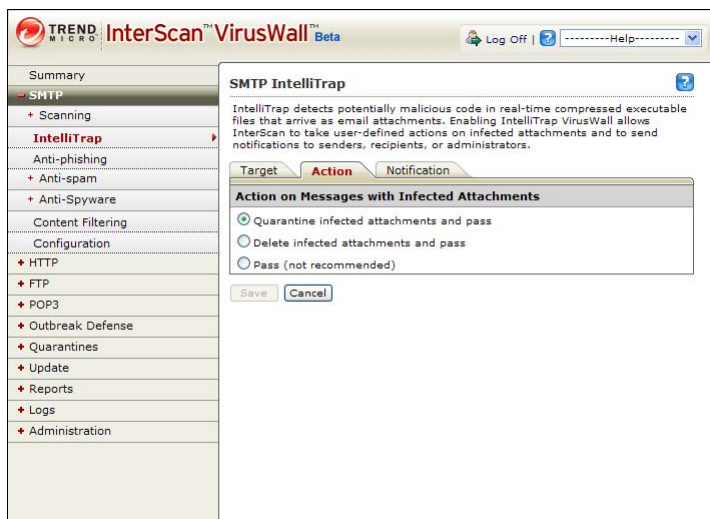 TREND MICRO InterScan™ VirusWall™ Beta
Log Off | ? ---------Help---------
Summary
SMTP
+ Scanning
IntelliTrap
Anti-phishing
+ Anti-spam
+ Anti-Spyware
Content Filtering
Configuration
+ HTTP
+ FTP
+ POP3
+ Outbreak Defense
+ Quarantines
+ Update
+ Reports
+ Logs
+ Administration
SMTP IntelliTrap ?
IntelliTrap detects potentially malicious code in real-time compressed executable
files that arrive as email attachments. Enabling IntelliTrap VirusWall allows
InterScan to take user-defined actions on infected attachments and to send
notifications to senders, recipients, or administrators.
Target Action Notification
Action on Messages with Infected Attachments
Quarantine infected attachments and pass
Delete infected attachments and pass
Pass (not recommended)
Save Cancel